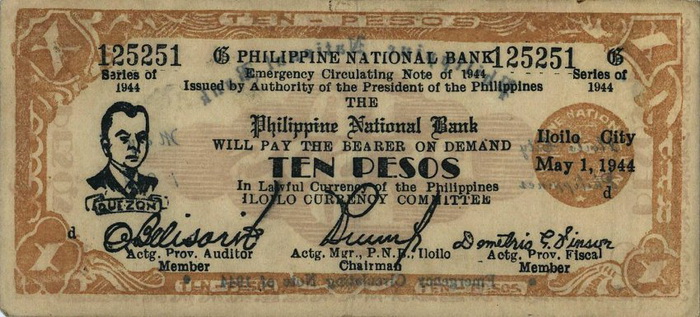 TEN - PESOS
125251 G PHILIPPINE NATIONAL BANK 125251 G
Series of 1944 Emergency Circulating Note of 1944 Series of 1944
Issued by Authority of the President of the Philippines
THE
Philippine National Bank
WILL PAY THE BEARER ON DEMAND
TEN PESOS
In Lawful Currency of the Philippines
ILOILO CURRENCY COMMITTEE
Iloilo City
May 1, 1944
d
QUEZON
d
Actg. Prov. Auditor
Member
Actg. Mgr., P.N.B., Iloilo
Chairman
Actg. Prov. Fiscal
Member
TEN PESOS